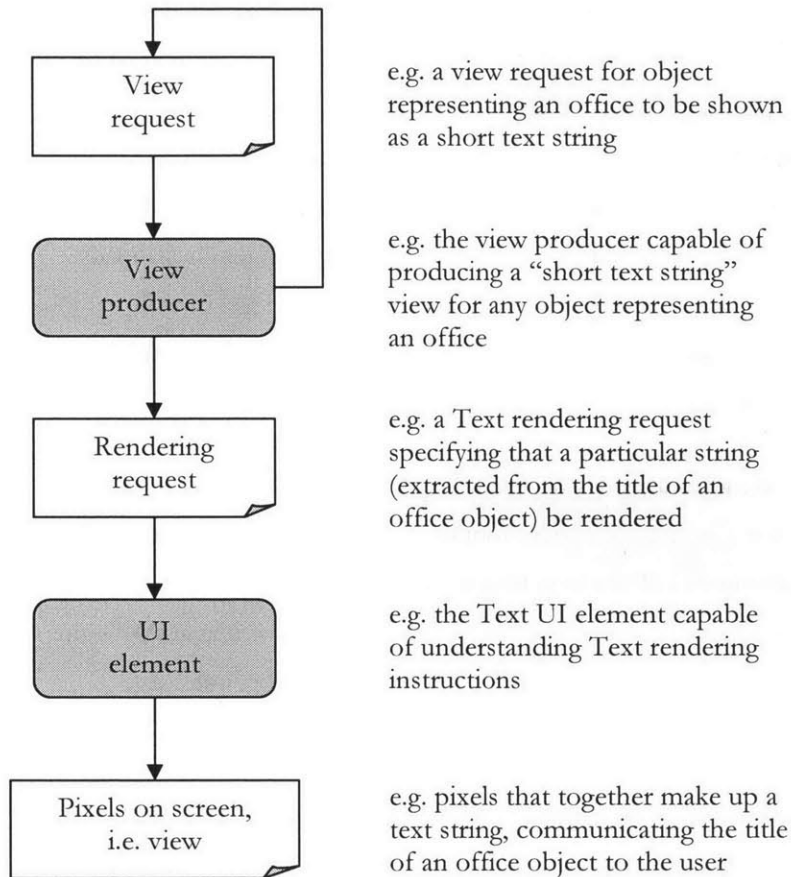 View
request
e.g. a view request for object
representing an office to be shown
as a short text string
View
producer
e.g. the view producer capable of
producing a “short text string”
view for any object representing
an office
Rendering
request
e.g. a Text rendering request
specifying that a particular string
(extracted from the title of an
office object) be rendered
UI
element
e.g. the Text UI element capable
of understanding Text rendering
instructions
Pixels on screen,
i.e. view
e.g. pixels that together make up a
text string, communicating the title
of an office object to the user